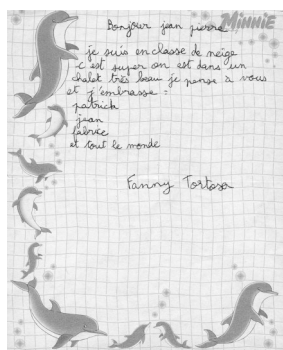 Bonjour jean pierre
MiNNiE
je suis en classe de neige
c est super on est dans un
chalet très beau je pense à vous
et j'embrasse :
patrick
jean
fabrice
et tout le monde
Fanny Tortosa